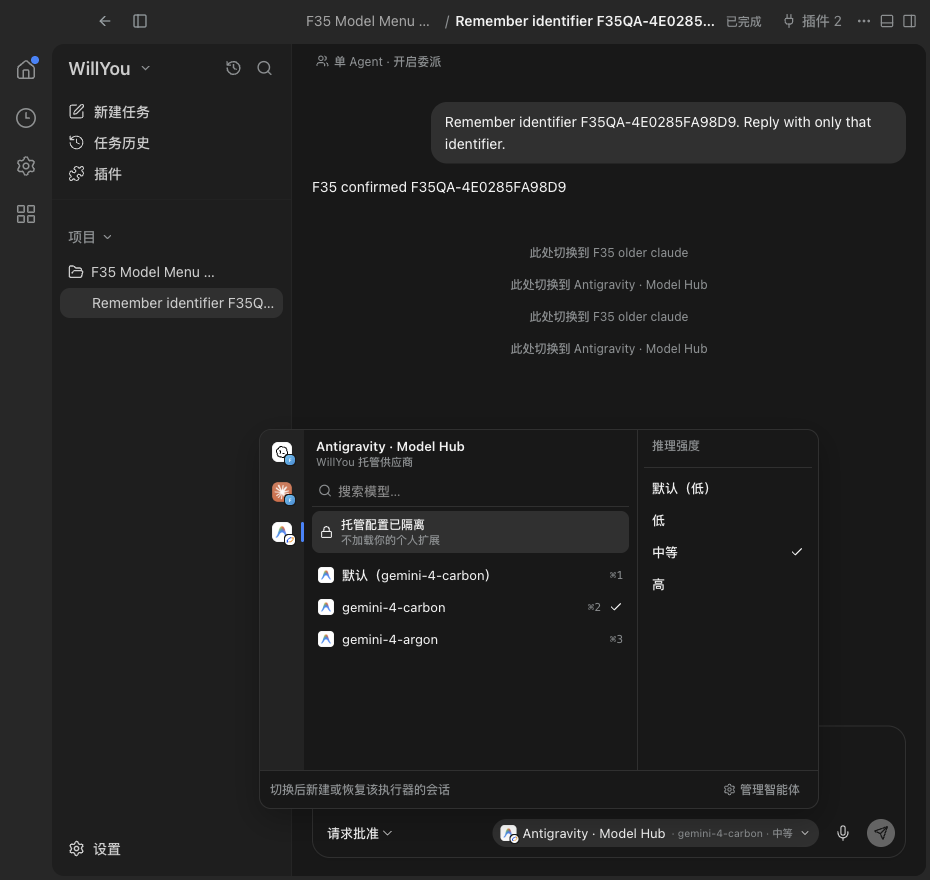 F35 Model Menu ... / Remember identifier F35QA-4E0285... 已完成 插件 2
WillYou
新建任务
任务历史
插件
项目
F35 Model Menu ...
Remember identifier F35Q...
设置
单 Agent · 开启委派
Remember identifier F35QA-4E0285FA98D9. Reply with only that
identifier.
F35 confirmed F35QA-4E0285FA98D9
此处切换到 F35 older claude
此处切换到 Antigravity · Model Hub
此处切换到 F35 older claude
此处切换到 Antigravity · Model Hub
Antigravity · Model Hub
WillYou 托管供应商
搜索模型...
托管配置已隔离
不加载你的个人扩展
默认（gemini-4-carbon） ⌘1
gemini-4-carbon ⌘2
gemini-4-argon ⌘3
推理强度
默认（低）
低
中等
高
切换后新建或恢复该执行器的会话
管理智能体
请求批准
Antigravity · Model Hub · gemini-4-carbon · 中等